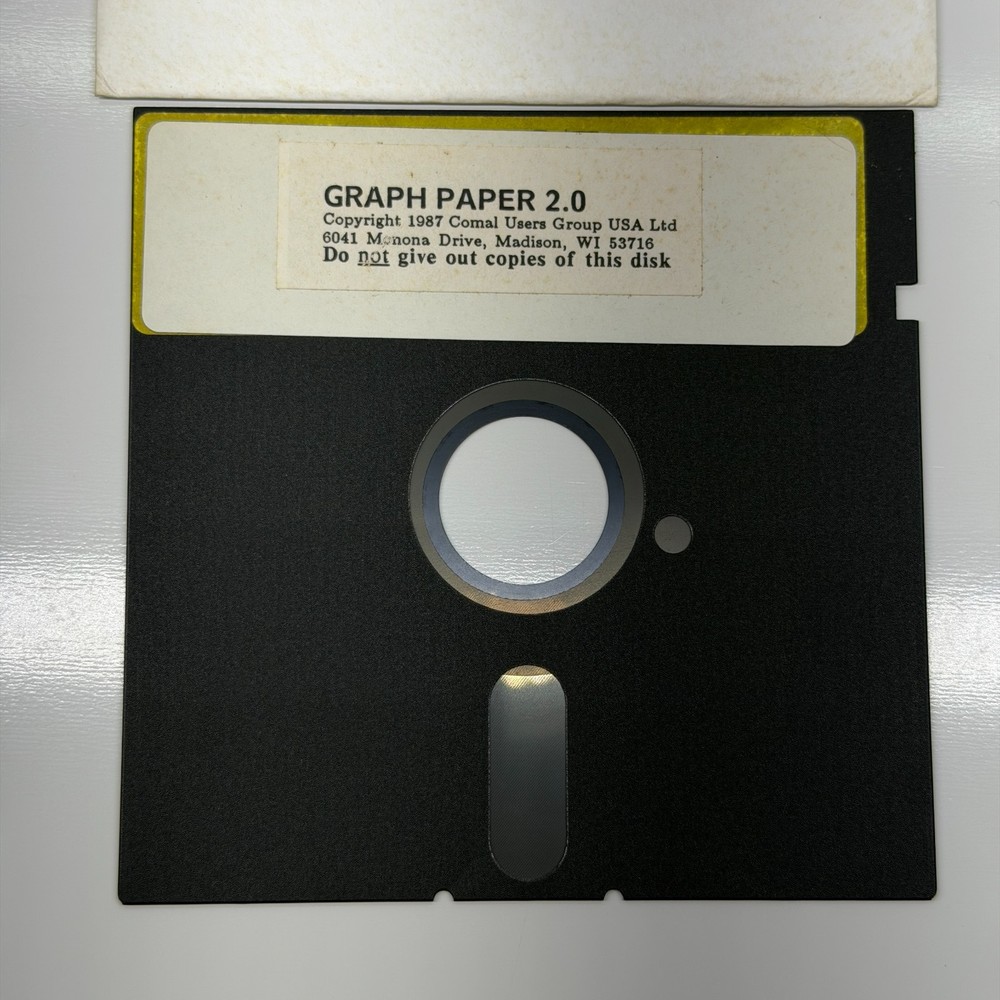 GRAPH PAPER 2.0
Copyright 1987 Comal Users Group USA Ltd
6041 Monona Drive, Madison, WI 53716
Do not give out copies of this disk